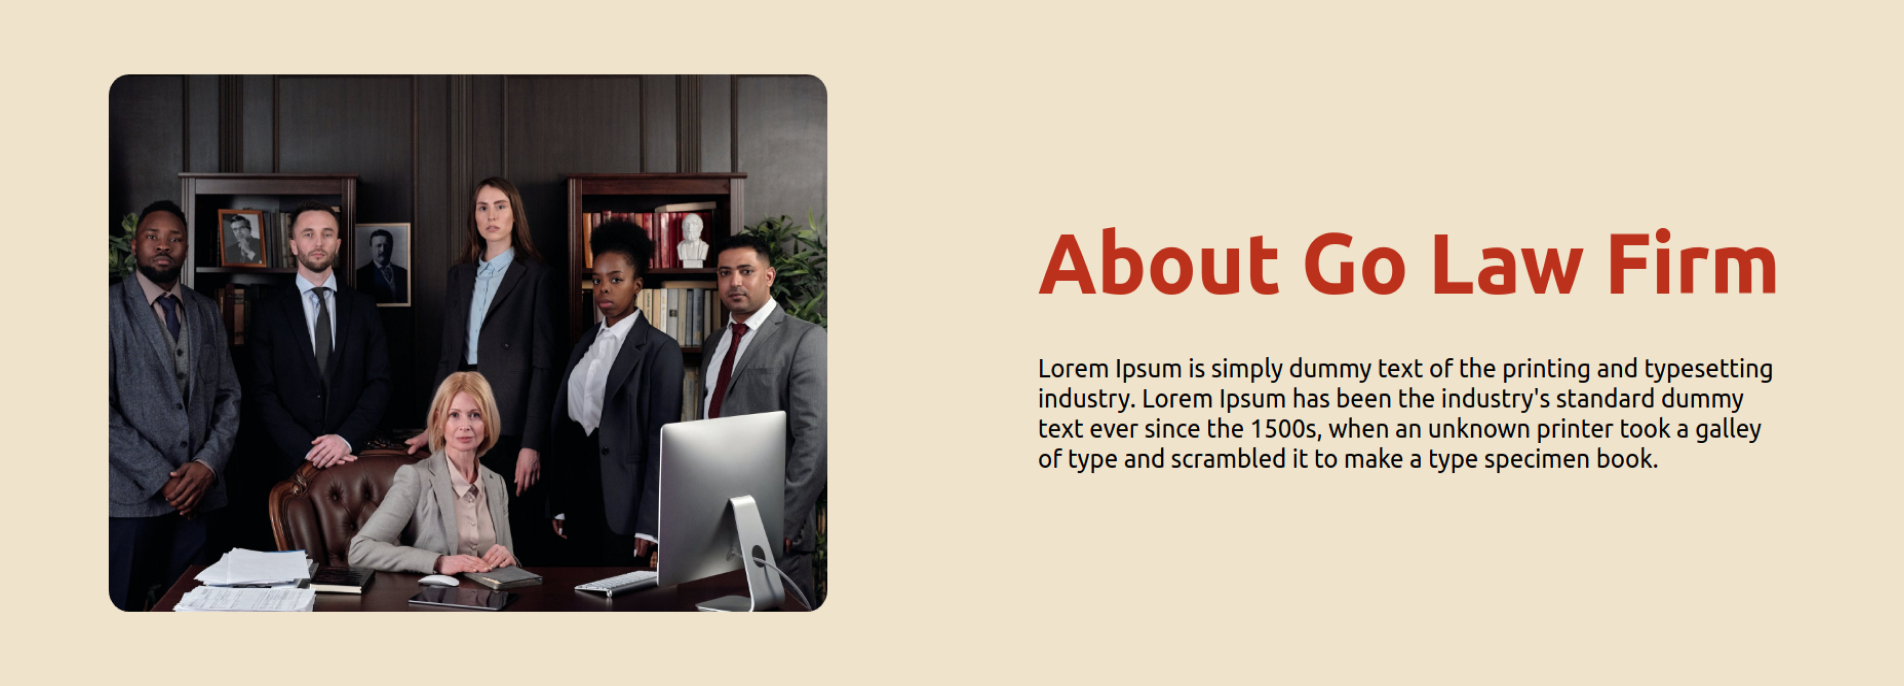 About Go Law Firm
Lorem Ipsum is simply dummy text of the printing and typesetting
industry. Lorem Ipsum has been the industry's standard dummy
text ever since the 1500s, when an unknown printer took a galley
of type and scrambled it to make a type specimen book.